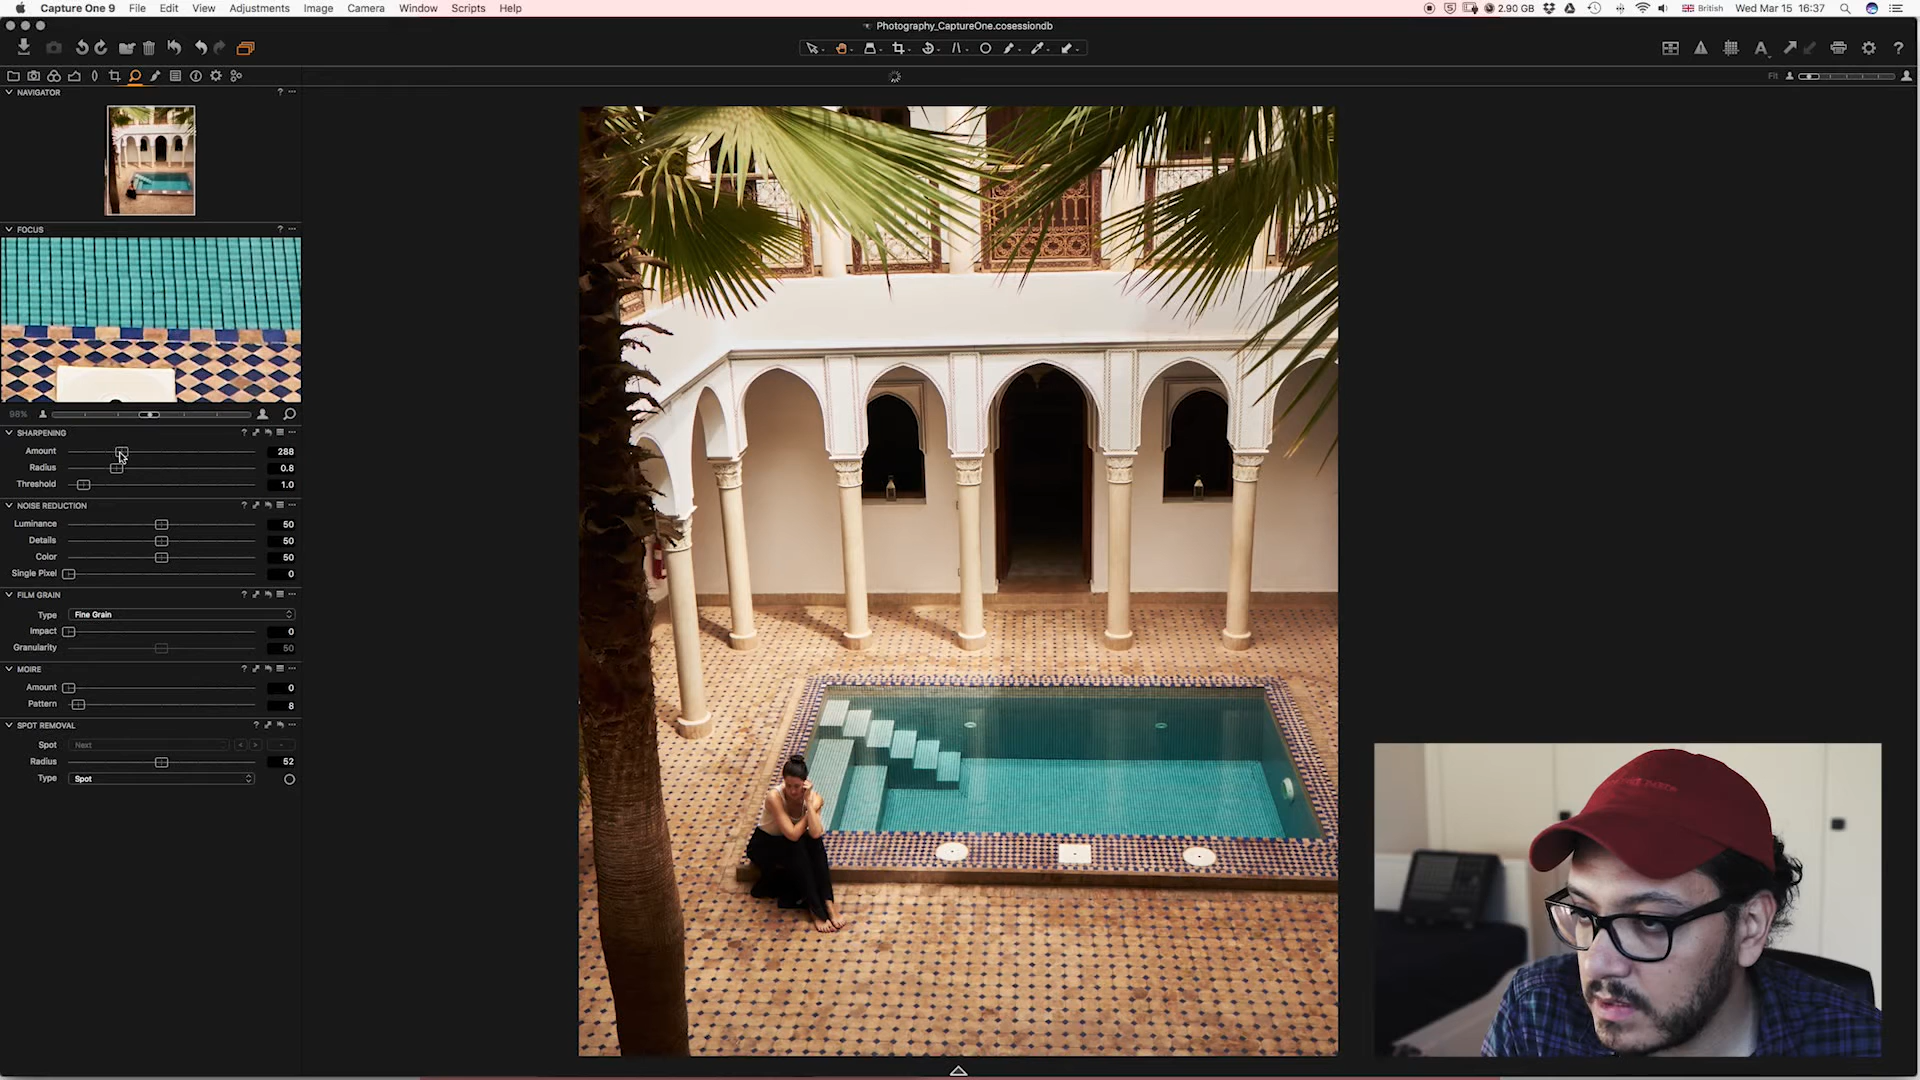 Capture One 9 File Edit View Adjustments Image Camera Window Scripts Help 2.90 GB British Wed Mar 15 16:37
Photography_CaptureOne.cosessiondb
Fit
NAVIGATOR
FOCUS
98%
SHARPENING
Amount 288
Radius 0.8
Threshold 1.0
NOISE REDUCTION
Luminance 50
Details 50
Color 50
Single Pixel 0
FILM GRAIN
Type Fine Grain
Impact 0
Granularity 50
MOIRE
Amount 0
Pattern 8
SPOT REMOVAL
Spot Next
Radius 52
Type Spot